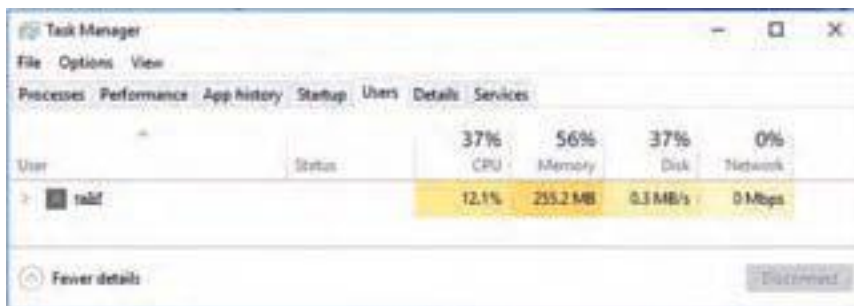 Task Manager
File Options View
Processes Performance App history Startup Users Details Services
37% 56% 37% 0%
User Status CPU Memory Disk Network
12.1% 255.2 MB 0.3 MB/s 0 Mbps
Fewer details Disconnect